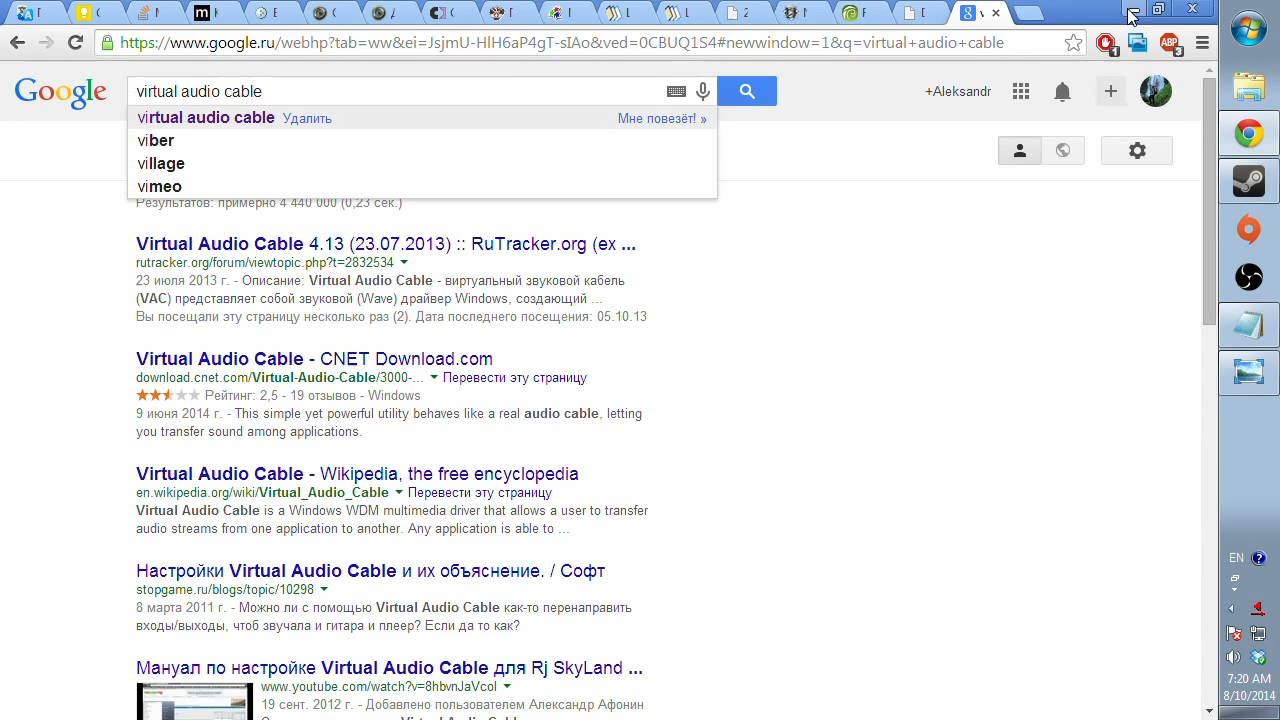 https://www.google.ru/webhp?tab=ww&ei=JsjmU-HlH6aP4gT-sIAo&ved=0CBUQ1S4#newwindow=1&q=virtual+audio+cable
1
ABP
3
Google
virtual audio cable
+Aleksandr
virtual audio cable Удалить Мне повезёт! »
viber
village
vimeo
Результатов: примерно 4 440 000 (0,23 сек.)
Virtual Audio Cable 4.13 (23.07.2013) :: RuTracker.org (ex ...
rutracker.org/forum/viewtopic.php?t=2832534
23 июля 2013 г. - Описание: Virtual Audio Cable - виртуальный звуковой кабель
(VAC) представляет собой звуковой (Wave) драйвер Windows, создающий ...
Вы посещали эту страницу несколько раз (2). Дата последнего посещения: 05.10.13
Virtual Audio Cable - CNET Download.com
download.cnet.com/Virtual-Audio-Cable/3000-... Перевести эту страницу
Рейтинг: 2,5 - 19 отзывов - Windows
9 июня 2014 г. - This simple yet powerful utility behaves like a real audio cable, letting
you transfer sound among applications.
Virtual Audio Cable - Wikipedia, the free encyclopedia
en.wikipedia.org/wiki/Virtual_Audio_Cable Перевести эту страницу
Virtual Audio Cable is a Windows WDM multimedia driver that allows a user to transfer
audio streams from one application to another. Any application is able to ...
Настройки Virtual Audio Cable и их объяснение. / Софт
stopgame.ru/blogs/topic/10298
8 марта 2011 г. - Можно ли с помощью Virtual Audio Cable как-то перенаправить
входы/выходы, чтоб звучала и гитара и плеер? Если да то как?
Мануал по настройке Virtual Audio Cable для Rj SkyLand ...
www.youtube.com/watch?v=8hbvnJaVcoI
19 сент. 2012 г. - Добавлено пользователем Александр Афонин
EN
7:20 AM
8/10/2014